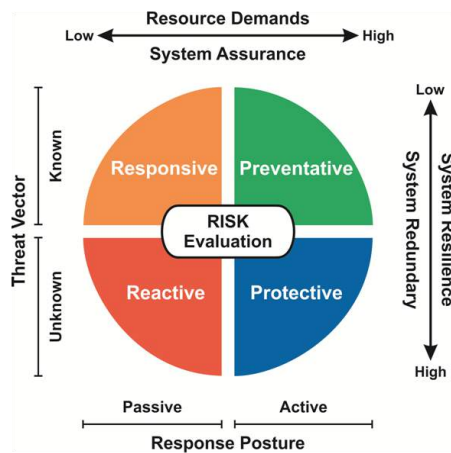 Resource Demands
Low
High
System Assurance
Low
Threat Vector
Known
Responsive
Preventative
System Redundary
System Resilience
RISK
Evaluation
Unknown
Reactive
Protective
High
Passive
Active
Response Posture